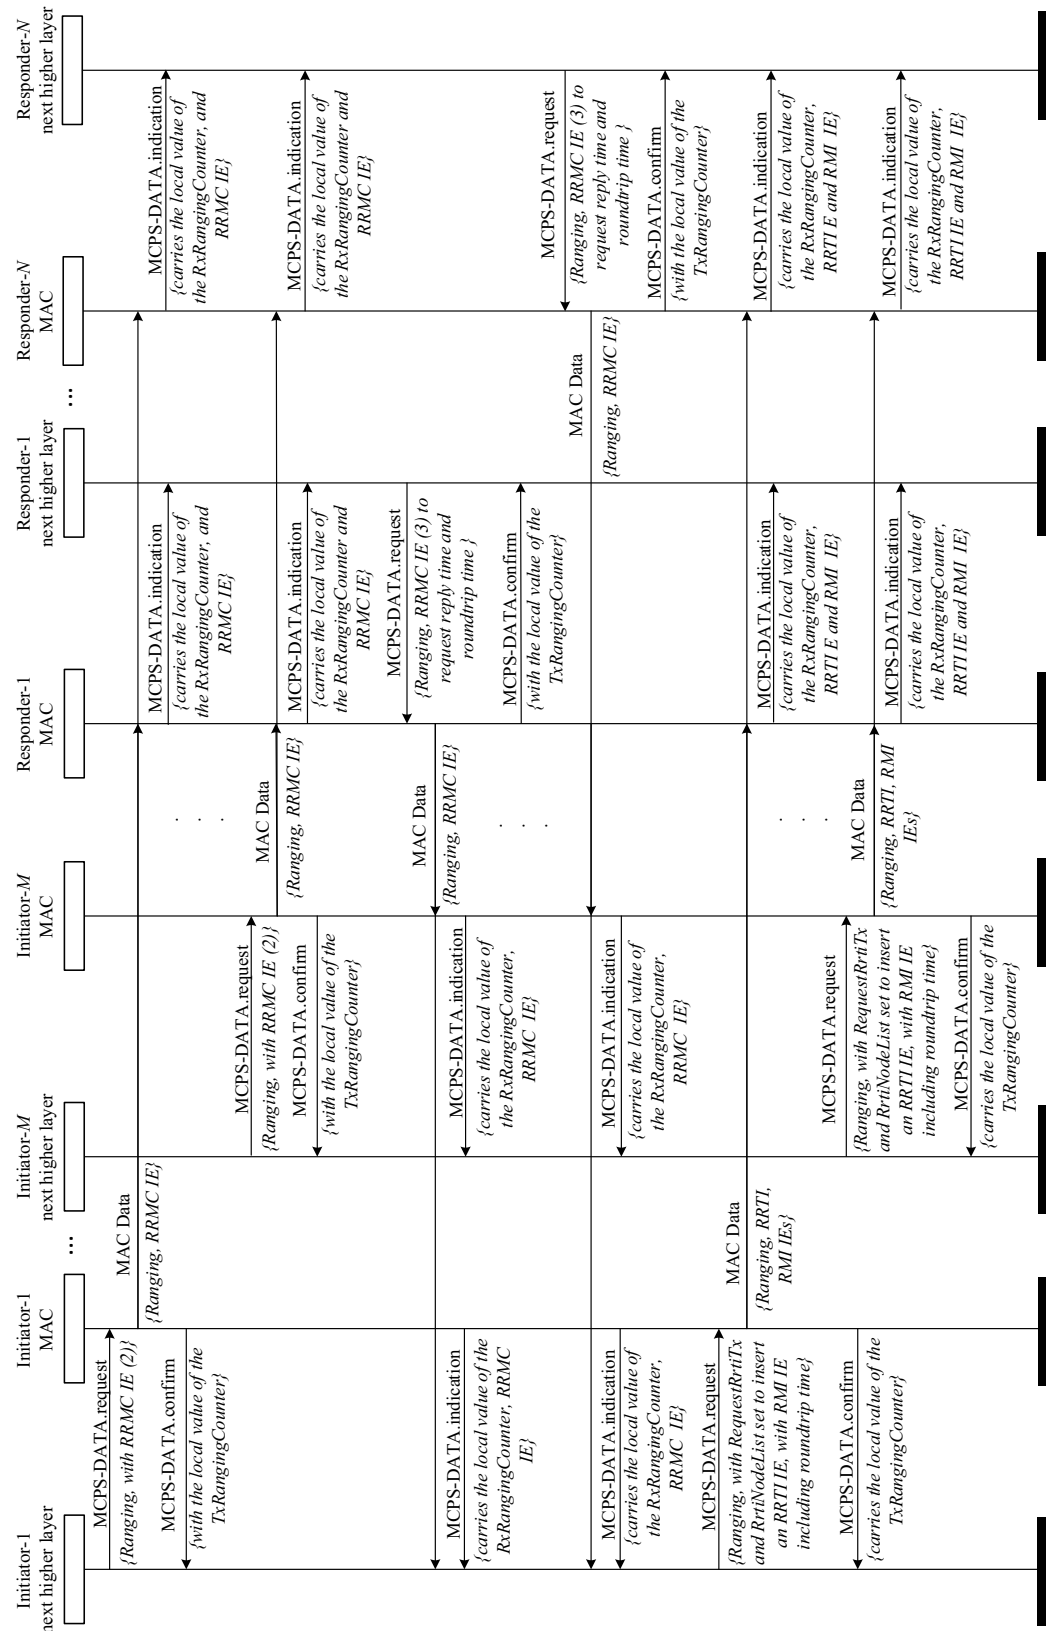 Initiator-1
next higher layer
Initiator-1
MAC
...
Initiator-M
next higher layer
Initiator-M
MAC
Responder-1
MAC
Responder-1
next higher layer
...
Responder-N
MAC
Responder-N
next higher layer
MCPS-DATA.request
{Ranging, with RRMC IE (2)}
MAC Data
{Ranging, RRMC IE}
MCPS-DATA.confirm
{with the local value of the
TxRangingCounter}
MCPS-DATA.indication
{carries the local value of
the RxRangingCounter, and
RRMC IE}
MCPS-DATA.indication
{carries the local value of
the RxRangingCounter, and
RRMC IE}
. . .
MCPS-DATA.request
{Ranging, with RRMC IE (2)}
MAC Data
{Ranging, RRMC IE}
MCPS-DATA.confirm
{with the local value of the
TxRangingCounter}
MCPS-DATA.indication
{carries the local value of
the RxRangingCounter and
RRMC IE}
MCPS-DATA.indication
{carries the local value of
the RxRangingCounter and
RRMC IE}
MCPS-DATA.request
{Ranging, RRMC IE (3) to
request reply time and
roundtrip time }
MAC Data
{Ranging, RRMC IE}
MCPS-DATA.indication
{carries the local value of the
RxRangingCounter, RRMC
IE}
MCPS-DATA.indication
{carries the local value of
the RxRangingCounter,
RRMC IE}
MCPS-DATA.confirm
{with the local value of the
TxRangingCounter}
. . .
MCPS-DATA.request
{Ranging, RRMC IE (3) to
request reply time and
roundtrip time }
MAC Data
{Ranging, RRMC IE}
MCPS-DATA.indication
{carries the local value of
the RxRangingCounter,
RRMC IE}
MCPS-DATA.indication
{carries the local value of
the RxRangingCounter,
RRMC IE}
MCPS-DATA.confirm
{with the local value of the
TxRangingCounter}
MCPS-DATA.request
{Ranging, with RequestRrtiTx
and RrtiNodeList set to insert
an RRTI IE, with RMI IE
including roundtrip time}
MAC Data
{Ranging, RRTI,
RMI IEs}
MCPS-DATA.indication
{carries the local value of
the RxRangingCounter,
RRTI IE and RMI IE}
MCPS-DATA.indication
{carries the local value of
the RxRangingCounter,
RRTI IE and RMI IE}
MCPS-DATA.confirm
{carries the local value of the
TxRangingCounter}
. . .
MCPS-DATA.request
{Ranging, with RequestRrtiTx
and RrtiNodeList set to insert
an RRTI IE, with RMI IE
including roundtrip time}
MAC Data
{Ranging, RRTI, RMI
IEs}
MCPS-DATA.indication
{carries the local value of
the RxRangingCounter,
RRTI IE and RMI IE}
MCPS-DATA.indication
{carries the local value of
the RxRangingCounter,
RRTI IE and RMI IE}
MCPS-DATA.confirm
{carries the local value of the
TxRangingCounter}